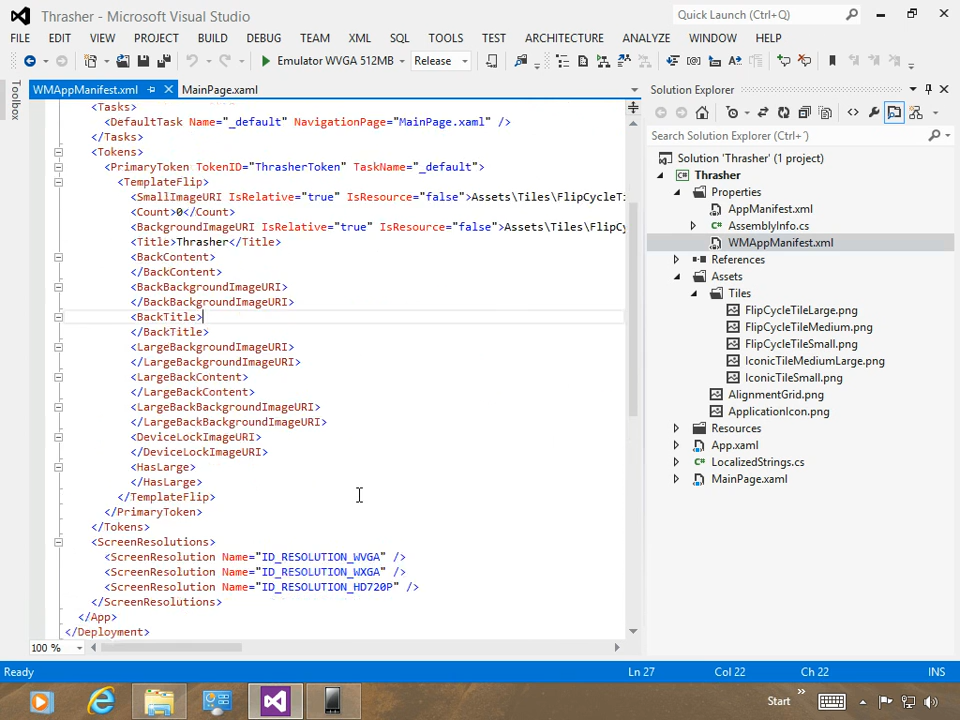 Thrasher - Microsoft Visual Studio
Quick Launch (Ctrl+Q)
FILE EDIT VIEW PROJECT BUILD DEBUG TEAM XML SQL TOOLS TEST ARCHITECTURE ANALYZE WINDOW HELP
Emulator WVGA 512MB Release
Toolbox
WMAppManifest.xml MainPage.xaml
<Tasks>
<DefaultTask Name="_default" NavigationPage="MainPage.xaml" />
</Tasks>
<Tokens>
<PrimaryToken TokenID="ThrasherToken" TaskName="_default">
<TemplateFlip>
<SmallImageURI IsRelative="true" IsResource="false">Assets\Tiles\FlipCycleTi
<Count>0</Count>
<BackgroundImageURI IsRelative="true" IsResource="false">Assets\Tiles\FlipCy
<Title>Thrasher</Title>
<BackContent>
</BackContent>
<BackBackgroundImageURI>
</BackBackgroundImageURI>
<BackTitle>
</BackTitle>
<LargeBackgroundImageURI>
</LargeBackgroundImageURI>
<LargeBackContent>
</LargeBackContent>
<LargeBackBackgroundImageURI>
</LargeBackBackgroundImageURI>
<DeviceLockImageURI>
</DeviceLockImageURI>
<HasLarge>
</HasLarge>
</TemplateFlip>
</PrimaryToken>
</Tokens>
<ScreenResolutions>
<ScreenResolution Name="ID_RESOLUTION_WVGA" />
<ScreenResolution Name="ID_RESOLUTION_WXGA" />
<ScreenResolution Name="ID_RESOLUTION_HD720P" />
</ScreenResolutions>
</App>
</Deployment>
100 %
Solution Explorer
Search Solution Explorer (Ctrl+´)
Solution 'Thrasher' (1 project)
Thrasher
Properties
AppManifest.xml
AssemblyInfo.cs
WMAppManifest.xml
References
Assets
Tiles
FlipCycleTileLarge.png
FlipCycleTileMedium.png
FlipCycleTileSmall.png
IconicTileMediumLarge.png
IconicTileSmall.png
AlignmentGrid.png
ApplicationIcon.png
Resources
App.xaml
LocalizedStrings.cs
MainPage.xaml
Ready Ln 27 Col 22 Ch 22 INS
Start